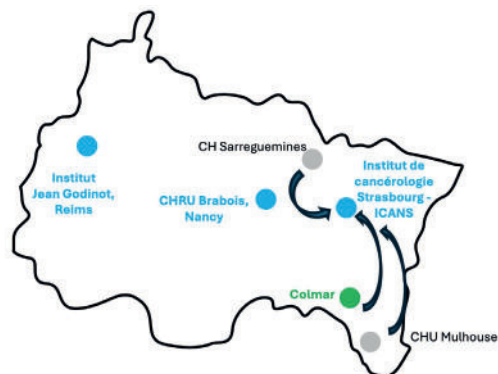 CH Sarreguemines
Institut de
cancérologie
Strasbourg -
ICANS
Institut
Jean Godinot,
Reims
CHRU Brabois,
Nancy
Colmar
CHU Mulhouse